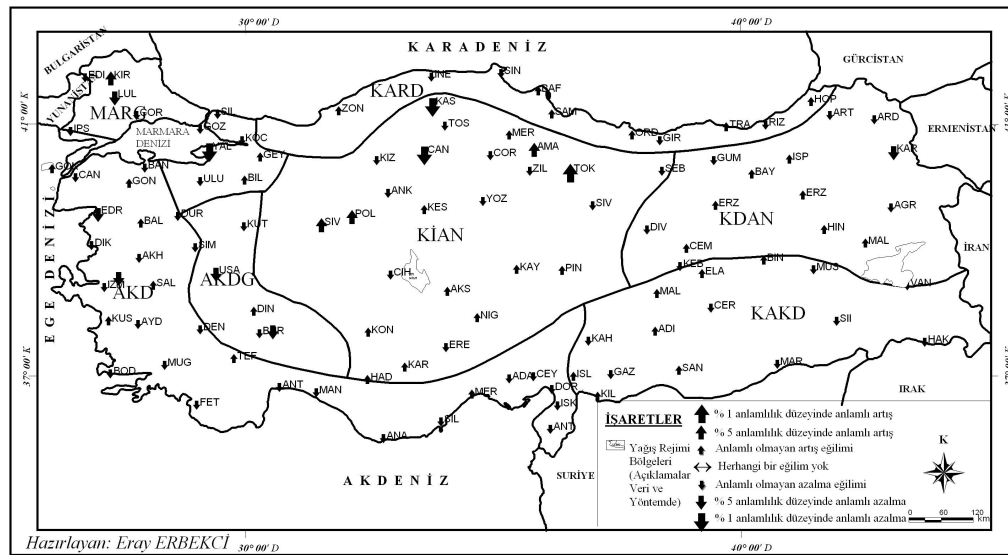 30° 00' D
40° 00' D
BULGARİSTAN
K A R A D E N İ Z
GÜRCİSTAN
YUNANİSTAN
ERMENİSTAN
İRAN
IRAK
SURİYE
A K D E N İ Z
E G E D E N İ Z İ
MARMARA
DENIZI
41° 00' K
37° 00' K
MARG
KARD
KİAN
KDAN
AKDG
AKD
KAKD
EDI
KIR
LUL
GOR
IPS
SIL
GOZ
KOC
YAL
GEY
ZON
INE
SIN
BAF
SAM
KAS
TOS
MER
AMA
ORD
GIR
TRA
RIZ
HOP
ART
ARD
KAR
GOK
CAN
BAN
GON
ULU
BIL
KIZ
CAN
COR
ZIL
TOK
SEB
GUM
BAY
ISP
EDR
BAL
DUR
KUT
SIV
POL
ANK
KES
YOZ
SIV
DIV
ERZ
ERZ
AGR
DIK
AKH
SIM
USA
HIN
MAL
CEM
KEB
ELA
BIN
MUS
VAN
IZM
SAL
CIH
AKS
KAY
PIN
MAL
CER
SII
KUS
AYD
DEN
DIN
BUR
KON
NIG
ERE
KAH
ADI
HAK
BOD
MUG
TEF
HAD
KAR
ADA
CEY
ISL
GAZ
SAN
MAR
FET
ANT
MAN
ANA
SIL
MER
DOR
ISK
ANT
KIL
İŞARETLER
Yağış Rejimi
Bölgeleri
(Açıklamalar
Veri ve
Yöntemde)
% 1 anlamlılık düzeyinde anlamlı artış
% 5 anlamlılık düzeyinde anlamlı artış
Anlamlı olmayan artış eğilimi
Herhangi bir eğilim yok
Anlamlı olmayan azalma eğilimi
% 5 anlamlılık düzeyinde anlamlı azalma
% 1 anlamlılık düzeyinde anlamlı azalma
K
0 60 120
km
Hazırlayan: Eray ERBEKCİ
30° 00' D
40° 00' D